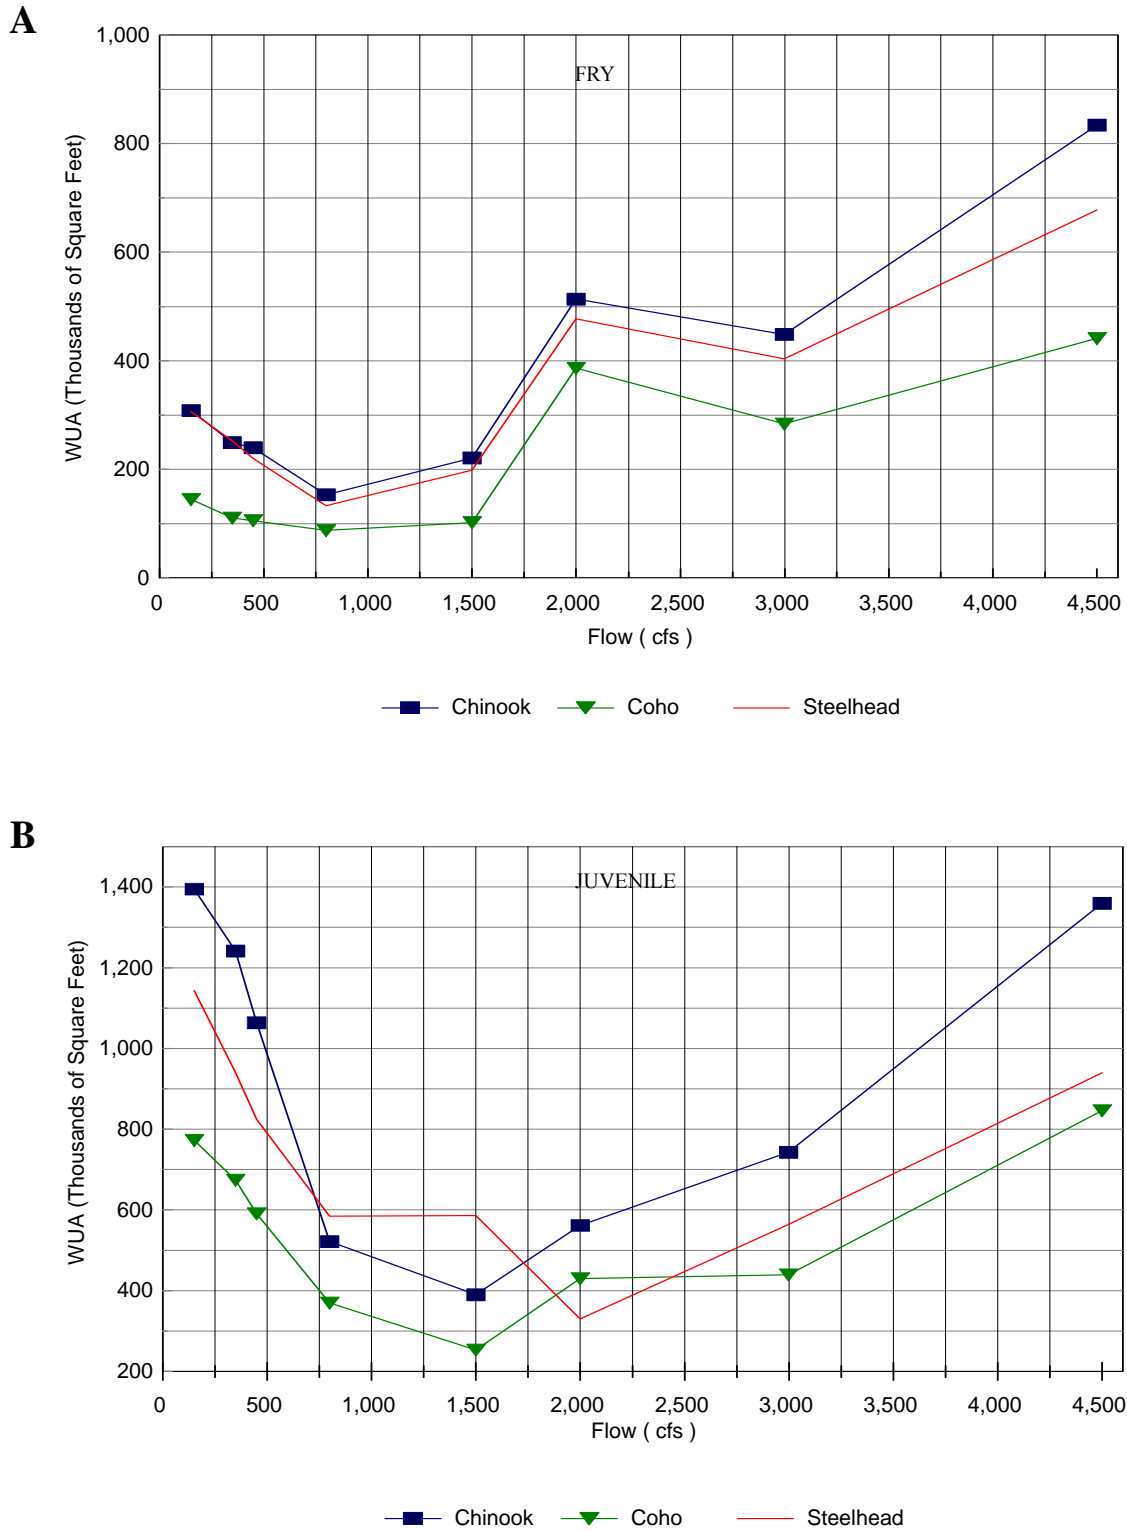 A
FRY
WUA (Thousands of Square Feet)
1,000
800
600
400
200
0
0 500 1,000 1,500 2,000 2,500 3,000 3,500 4,000 4,500
Flow ( cfs )
Chinook Coho Steelhead
B
JUVENILE
WUA (Thousands of Square Feet)
1,400
1,200
1,000
800
600
400
200
0 500 1,000 1,500 2,000 2,500 3,000 3,500 4,000 4,500
Flow ( cfs )
Chinook Coho Steelhead